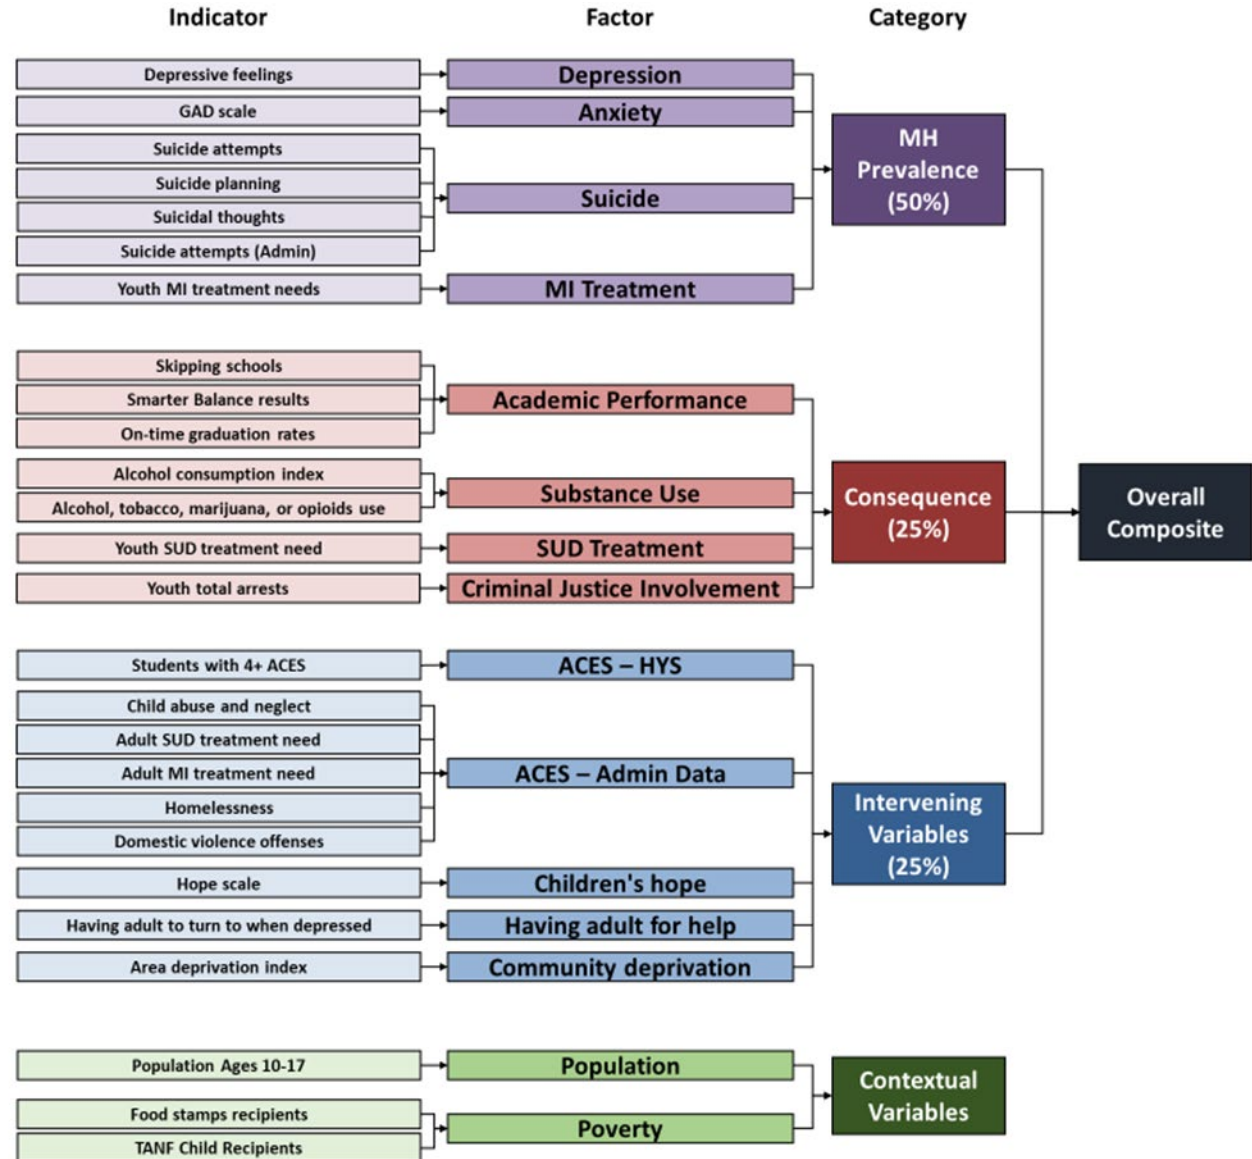 Indicator
Factor
Category
Depressive feelings
Depression
GAD scale
Anxiety
Suicide attempts
Suicide planning
Suicidal thoughts
Suicide attempts (Admin)
Suicide
Youth MI treatment needs
MI Treatment
MH
Prevalence
(50%)
Skipping schools
Smarter Balance results
On-time graduation rates
Academic Performance
Alcohol consumption index
Alcohol, tobacco, marijuana, or opioids use
Substance Use
Youth SUD treatment need
SUD Treatment
Youth total arrests
Criminal Justice Involvement
Consequence
(25%)
Overall
Composite
Students with 4+ ACES
ACES – HYS
Child abuse and neglect
Adult SUD treatment need
Adult MI treatment need
Homelessness
Domestic violence offenses
ACES – Admin Data
Hope scale
Children's hope
Having adult to turn to when depressed
Having adult for help
Area deprivation index
Community deprivation
Intervening
Variables
(25%)
Population Ages 10-17
Population
Food stamps recipients
TANF Child Recipients
Poverty
Contextual
Variables